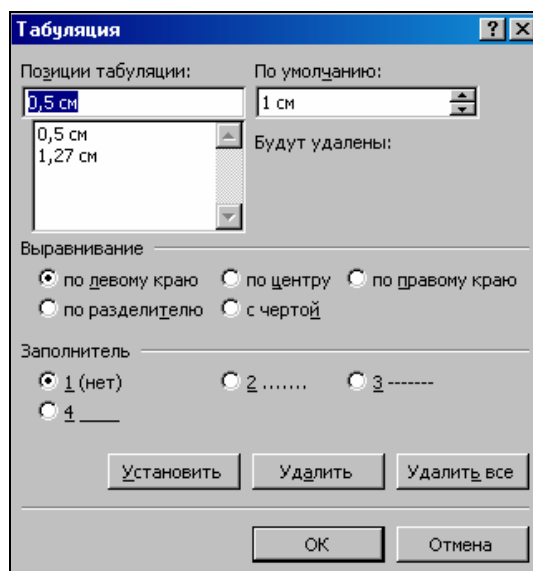 Табуляция
Позиции табуляции: По умолчанию:
0,5 см 1 см
0,5 см
1,27 см
Будут удалены:
Выравнивание
по левому краю по центру по правому краю
по разделителю с чертой
Заполнитель
1 (нет) 2 ....... 3 -------
4 ____
Установить Удалить Удалить все
ОК Отмена